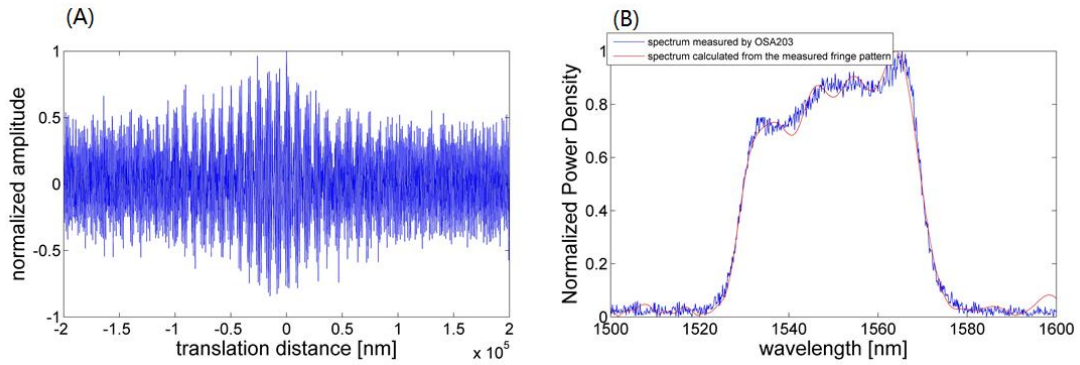 (A)
1
0.5
0
-0.5
-1
-2 -1.5 -1 -0.5 0 0.5 1 1.5 2
x 10^5
translation distance [nm]
normalized amplitude
(B)
spectrum measured by OSA203
spectrum calculated from the measured fringe pattern
1
0.8
0.6
0.4
0.2
0
1500 1520 1540 1560 1580 1600
wavelength [nm]
Normalized Power Density